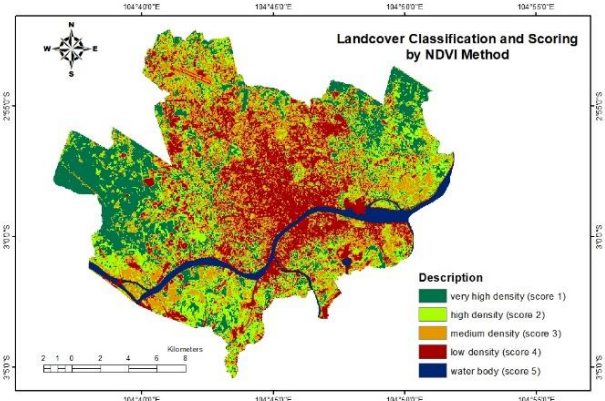 104°40'0"E 104°45'0"E 104°50'0"E 104°55'0"E
N
W E
S
Landcover Classification and Scoring
by NDVI Method
2°55'0"S 2°55'0"S
3°0'0"S 3°0'0"S
Description
very high density (score 1)
high density (score 2)
medium density (score 3)
low density (score 4)
water body (score 5)
Kilometers
2 1 0 2 4 6 8
3°5'0"S 3°5'0"S
104°40'0"E 104°45'0"E 104°50'0"E 104°55'0"E